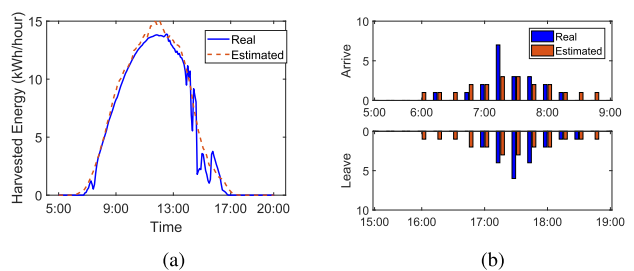 Harvested Energy (kWh/hour)
15
10
5
0
Real
Estimated
5:00 9:00 13:00 17:00 20:00
Time
(a)
Arrive
10
5
0
Real
Estimated
5:00 6:00 7:00 8:00 9:00
Leave
0
5
10
15:00 16:00 17:00 18:00 19:00
(b)